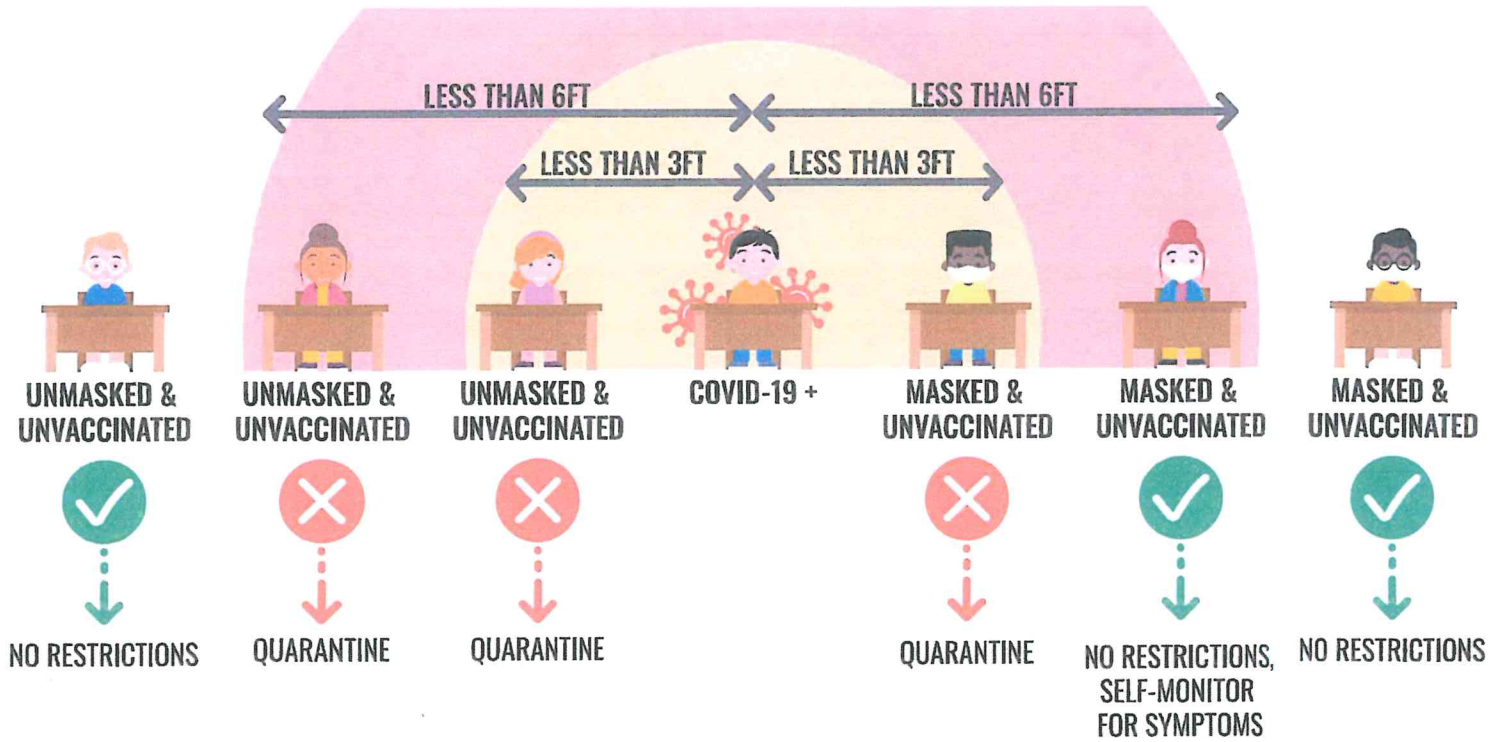 LESS THAN 6FT
LESS THAN 6FT
LESS THAN 3FT
LESS THAN 3FT
UNMASKED &
UNVACCINATED
UNMASKED &
UNVACCINATED
UNMASKED &
UNVACCINATED
COVID-19 +
MASKED &
UNVACCINATED
MASKED &
UNVACCINATED
MASKED &
UNVACCINATED
NO RESTRICTIONS
QUARANTINE
QUARANTINE
QUARANTINE
NO RESTRICTIONS,
SELF-MONITOR
FOR SYMPTOMS
NO RESTRICTIONS